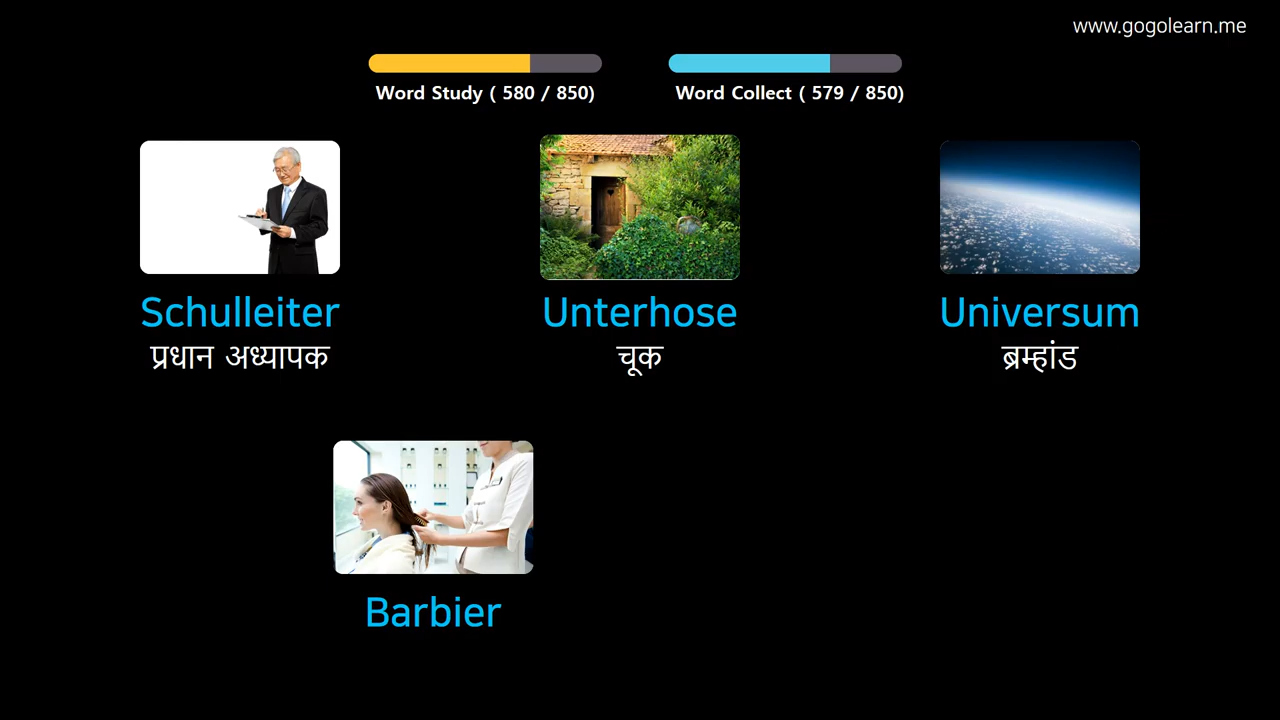 www.gogolearn.me
Word Study ( 580 / 850)
Word Collect ( 579 / 850)
Schulleiter
Unterhose
Universum
प्रधान अध्यापक
चूक
ब्रम्हांड
Barbier